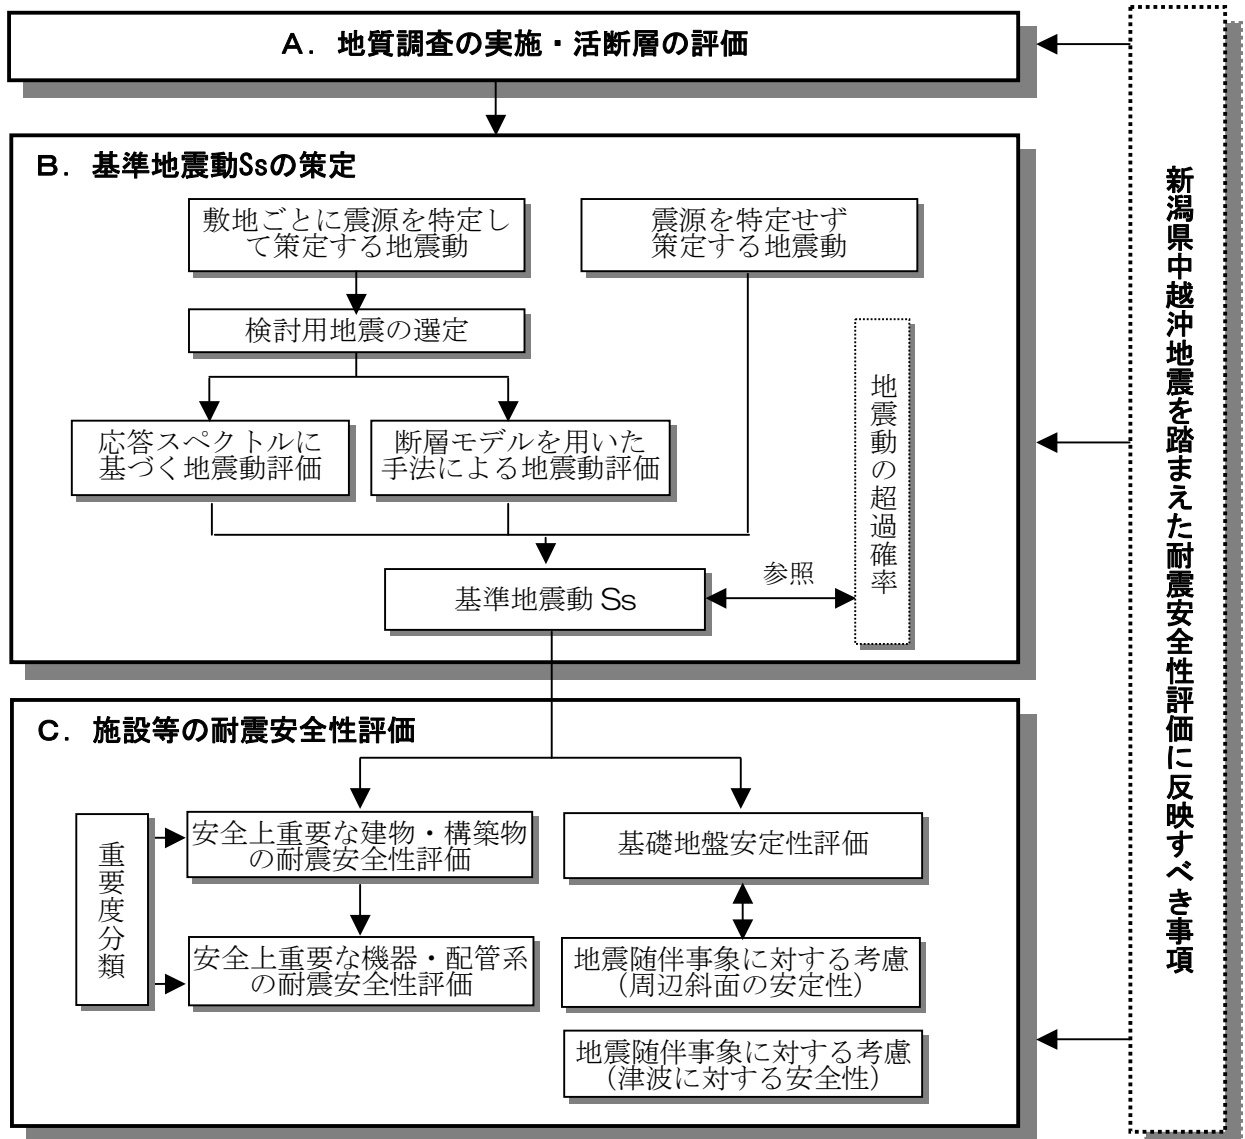 A. 地質調査の実施・活断層の評価
B. 基準地震動Ssの策定
敷地ごとに震源を特定し
て策定する地震動
震源を特定せず
策定する地震動
検討用地震の選定
応答スペクトルに
基づく地震動評価
断層モデルを用いた
手法による地震動評価
地震動の超過確率
基準地震動 Ss
参照
C. 施設等の耐震安全性評価
重要度分類
安全上重要な建物・構築物
の耐震安全性評価
基礎地盤安定性評価
安全上重要な機器・配管系
の耐震安全性評価
地震随伴事象に対する考慮
(周辺斜面の安定性)
地震随伴事象に対する考慮
(津波に対する安全性)
新潟県中越沖地震を踏まえた耐震安全性評価に反映すべき事項